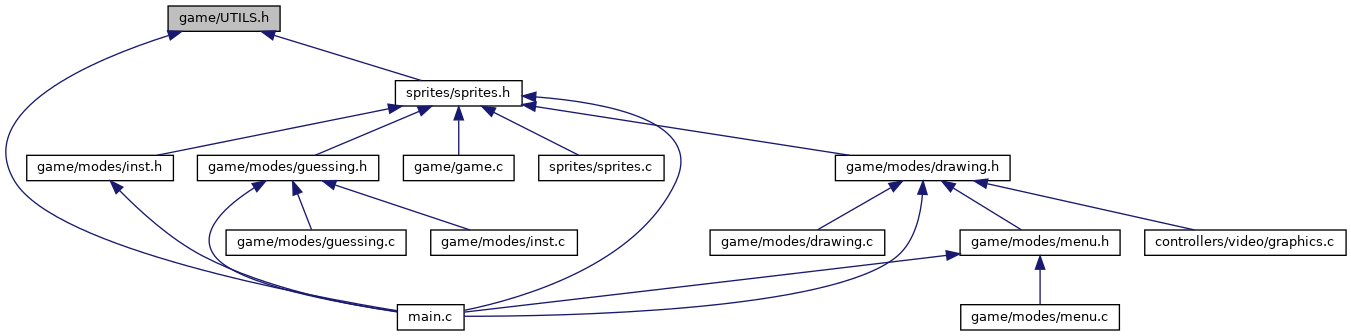 game/UTILS.h
sprites/sprites.h
game/modes/inst.h
game/modes/guessing.h
game/game.c
sprites/sprites.c
game/modes/drawing.h
game/modes/guessing.c
game/modes/inst.c
game/modes/drawing.c
game/modes/menu.h
controllers/video/graphics.c
main.c
game/modes/menu.c